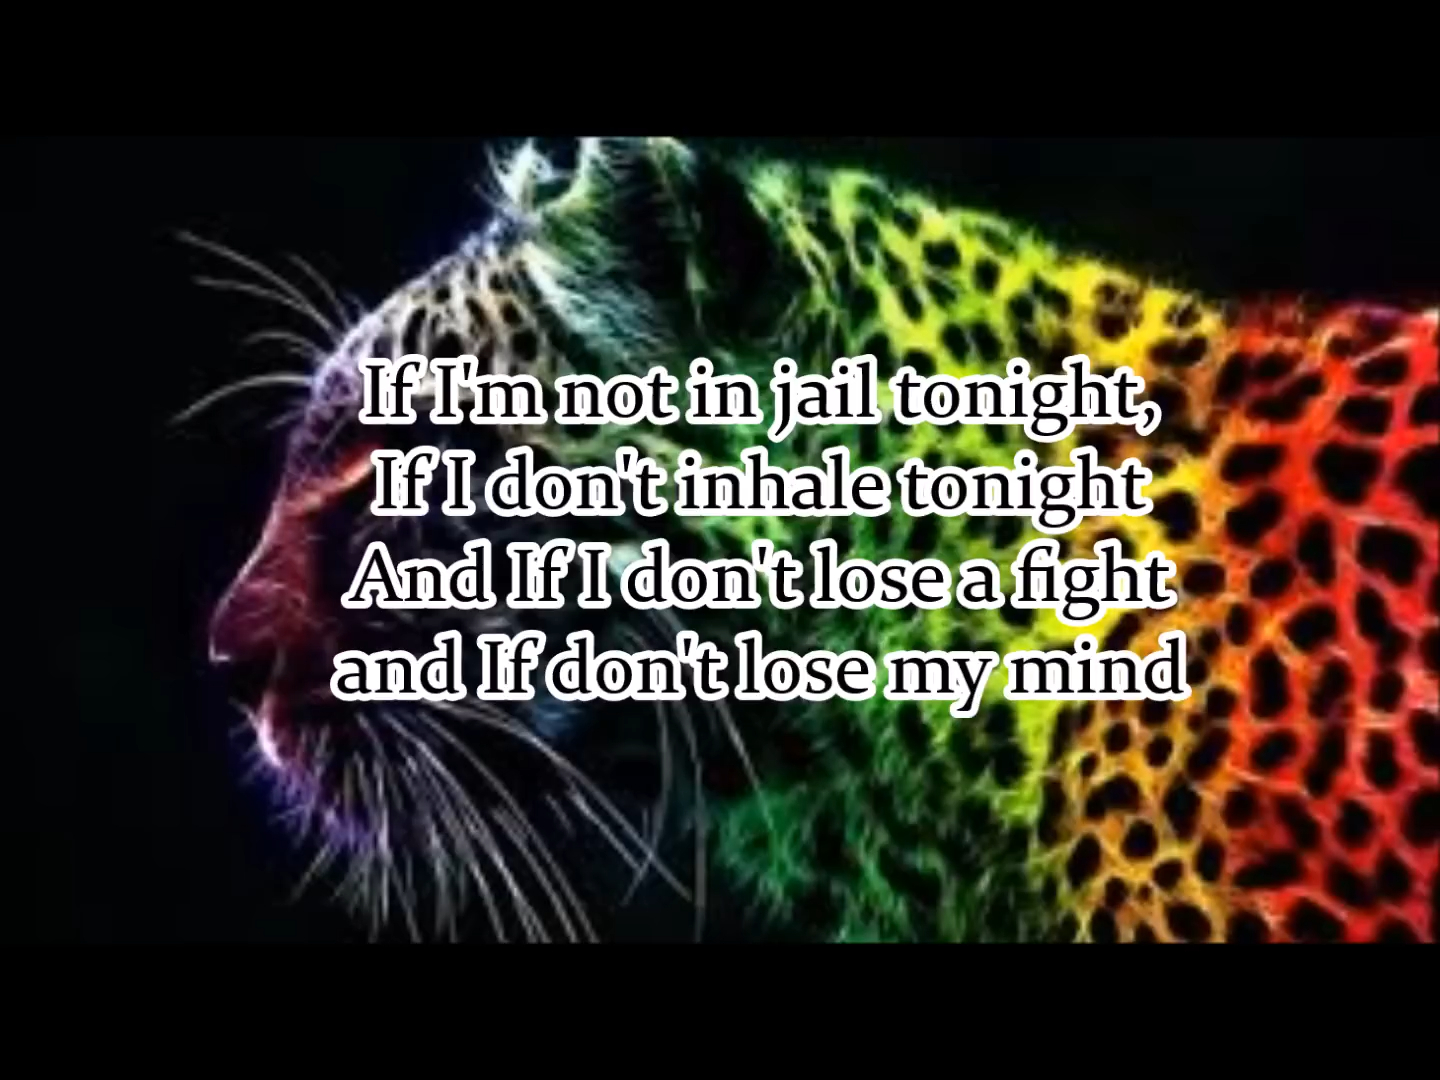 If I'm not in jail tonight,
If I don't inhale tonight
And If I don't lose a fight
and If don't lose my mind